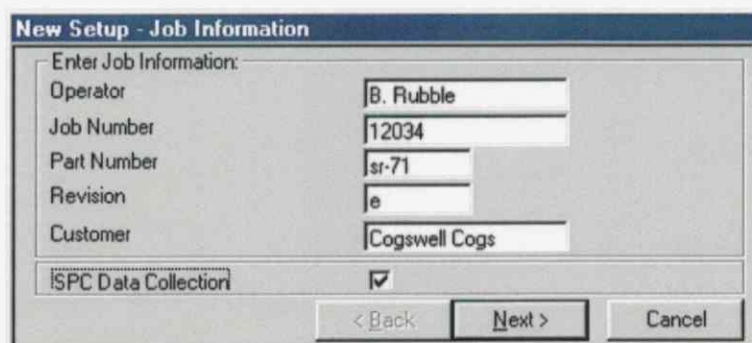 New Setup - Job Information
Enter Job Information:
Operator B. Rubble
Job Number 12034
Part Number sr-71
Revision e
Customer Cogswell Cogs
SPC Data Collection
< Back Next > Cancel